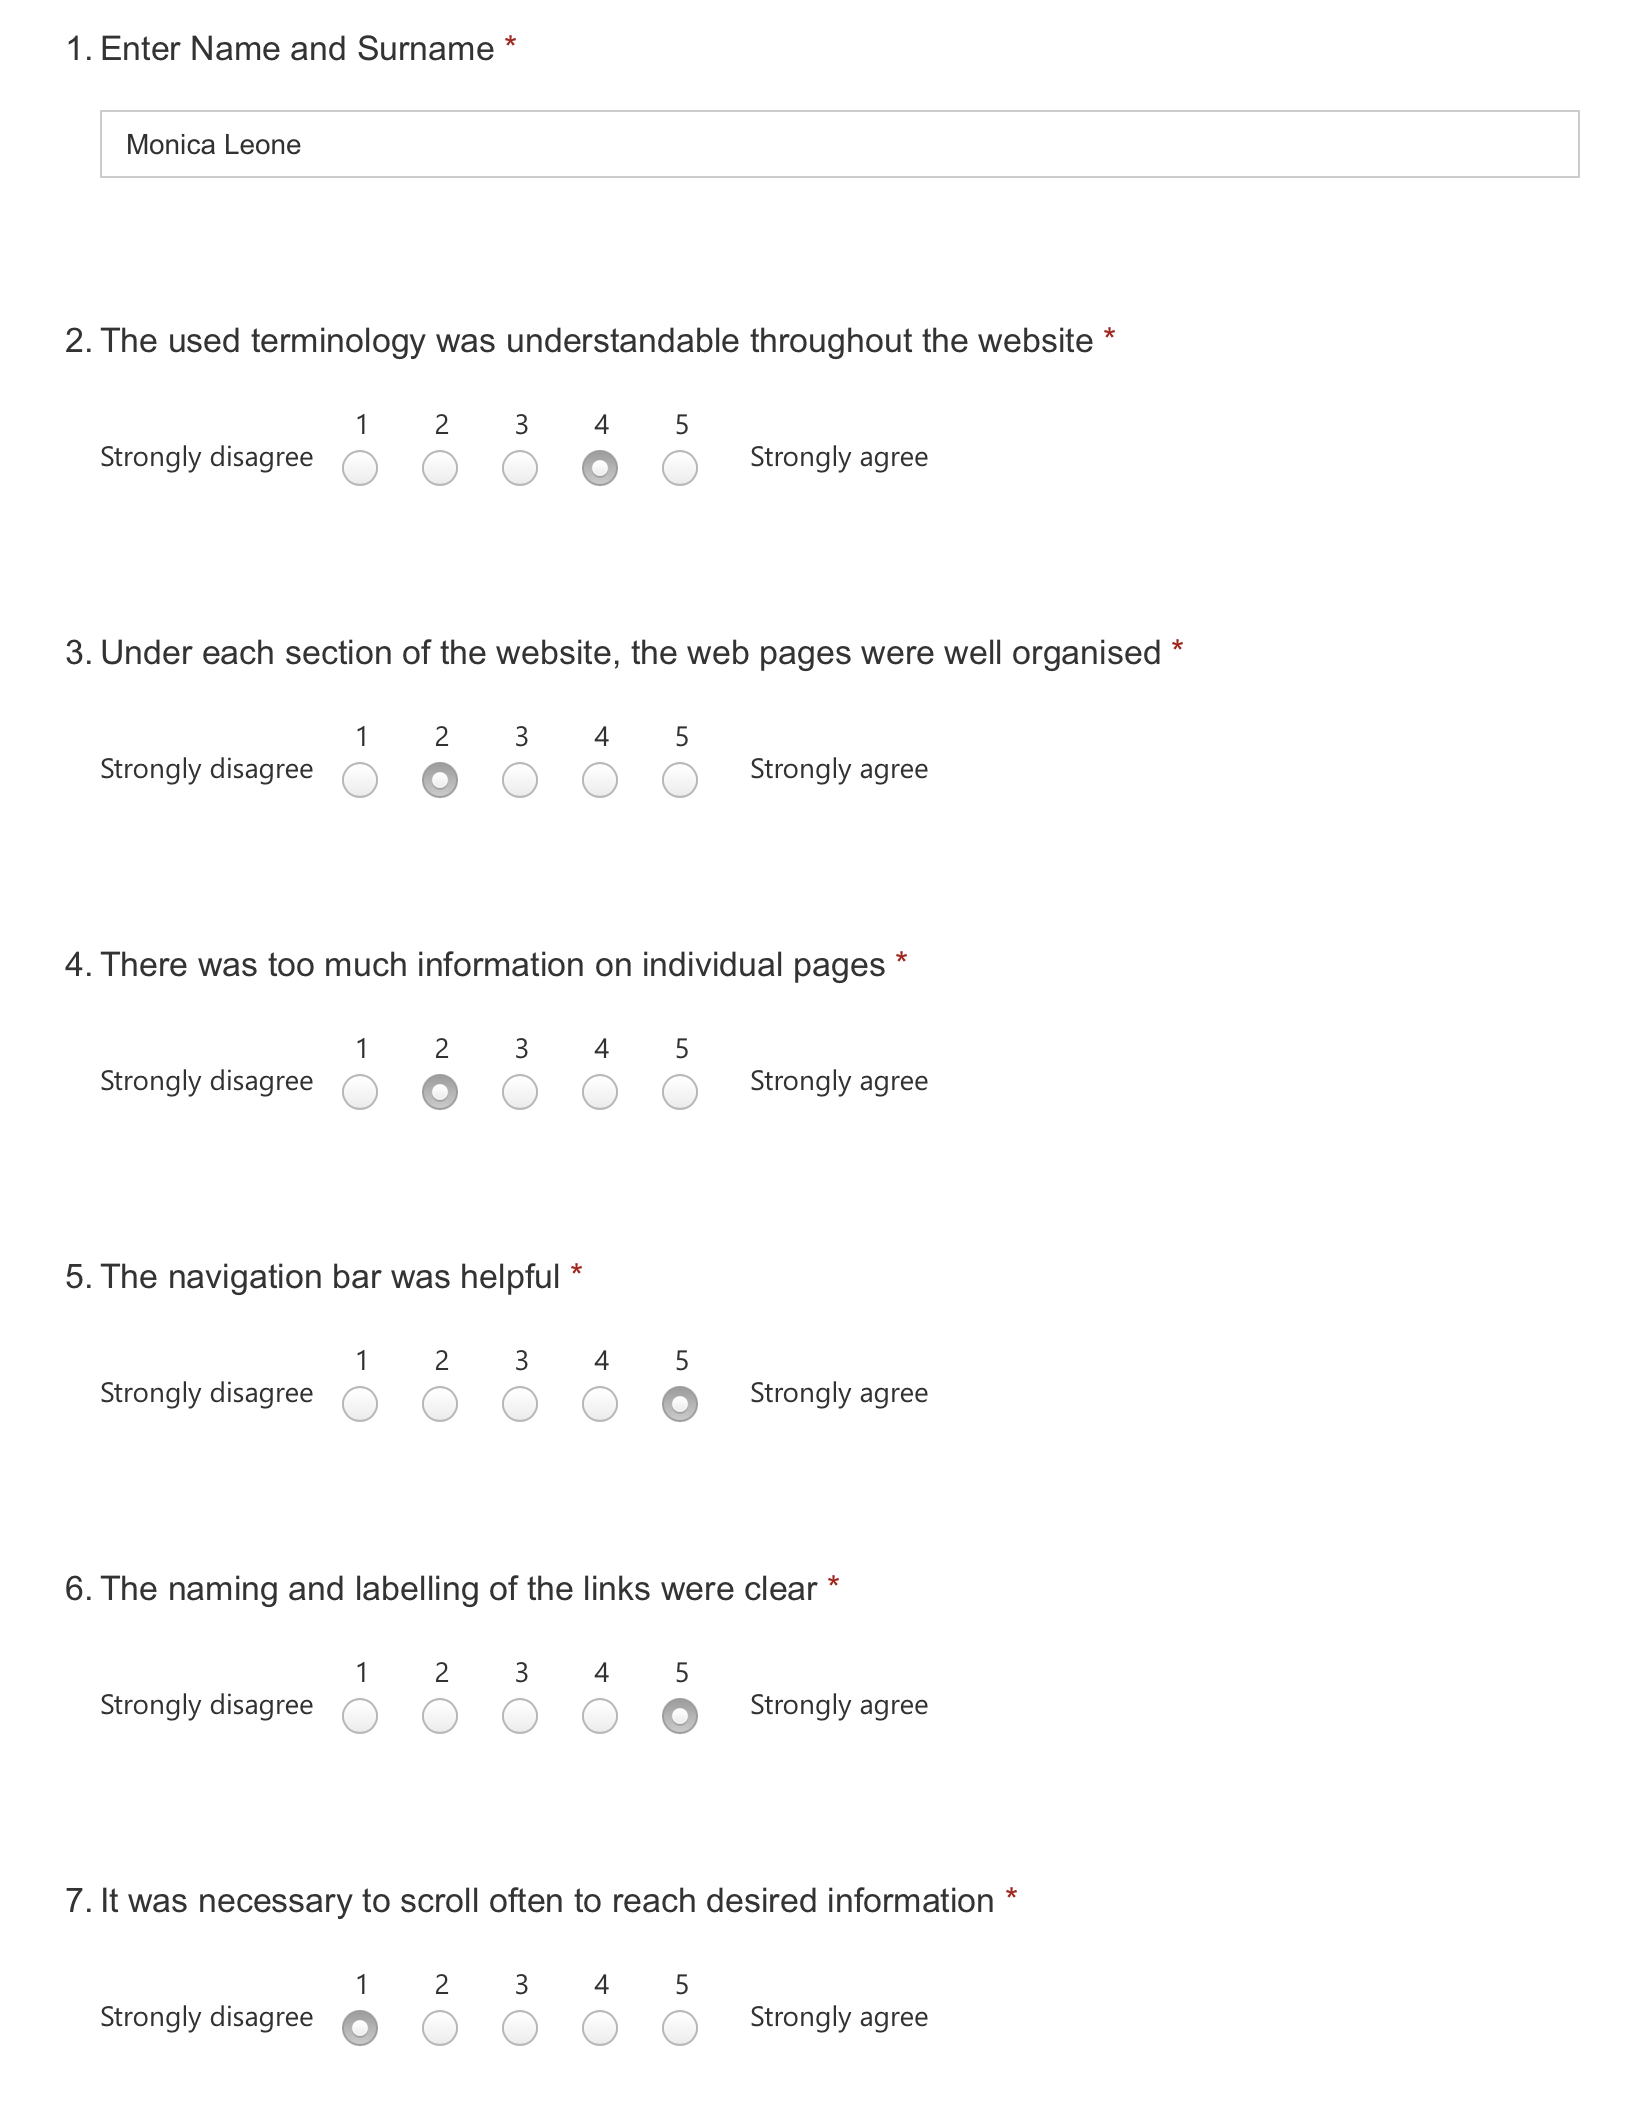 1. Enter Name and Surname *
Monica Leone
2. The used terminology was understandable throughout the website *
1 2 3 4 5
Strongly disagree Strongly agree
3. Under each section of the website, the web pages were well organised *
1 2 3 4 5
Strongly disagree Strongly agree
4. There was too much information on individual pages *
1 2 3 4 5
Strongly disagree Strongly agree
5. The navigation bar was helpful *
1 2 3 4 5
Strongly disagree Strongly agree
6. The naming and labelling of the links were clear *
1 2 3 4 5
Strongly disagree Strongly agree
7. It was necessary to scroll often to reach desired information *
1 2 3 4 5
Strongly disagree Strongly agree